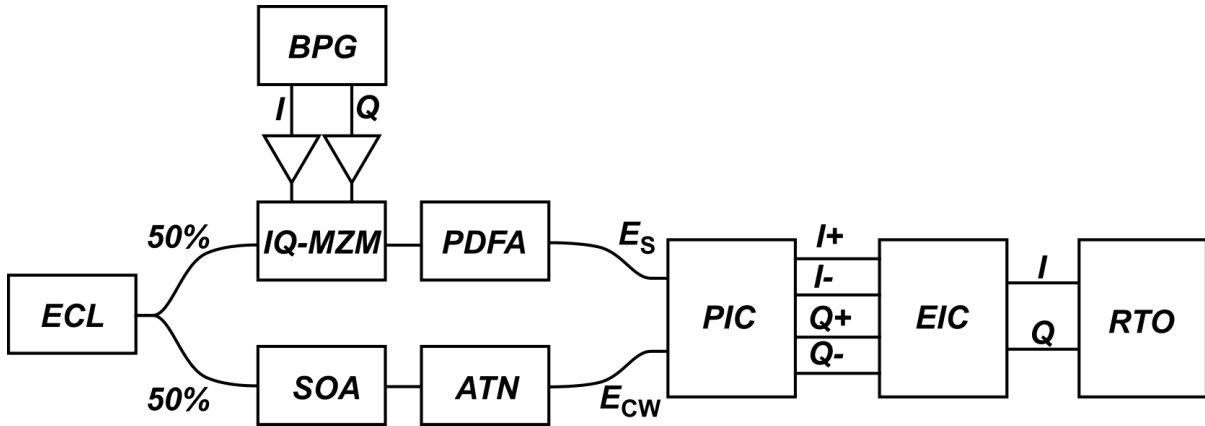 BPG
I
Q
50%
IQ-MZM
PDFA
E_S
I+
I-
Q+
Q-
ECL
PIC
EIC
I
Q
RTO
50%
SOA
ATN
E_CW